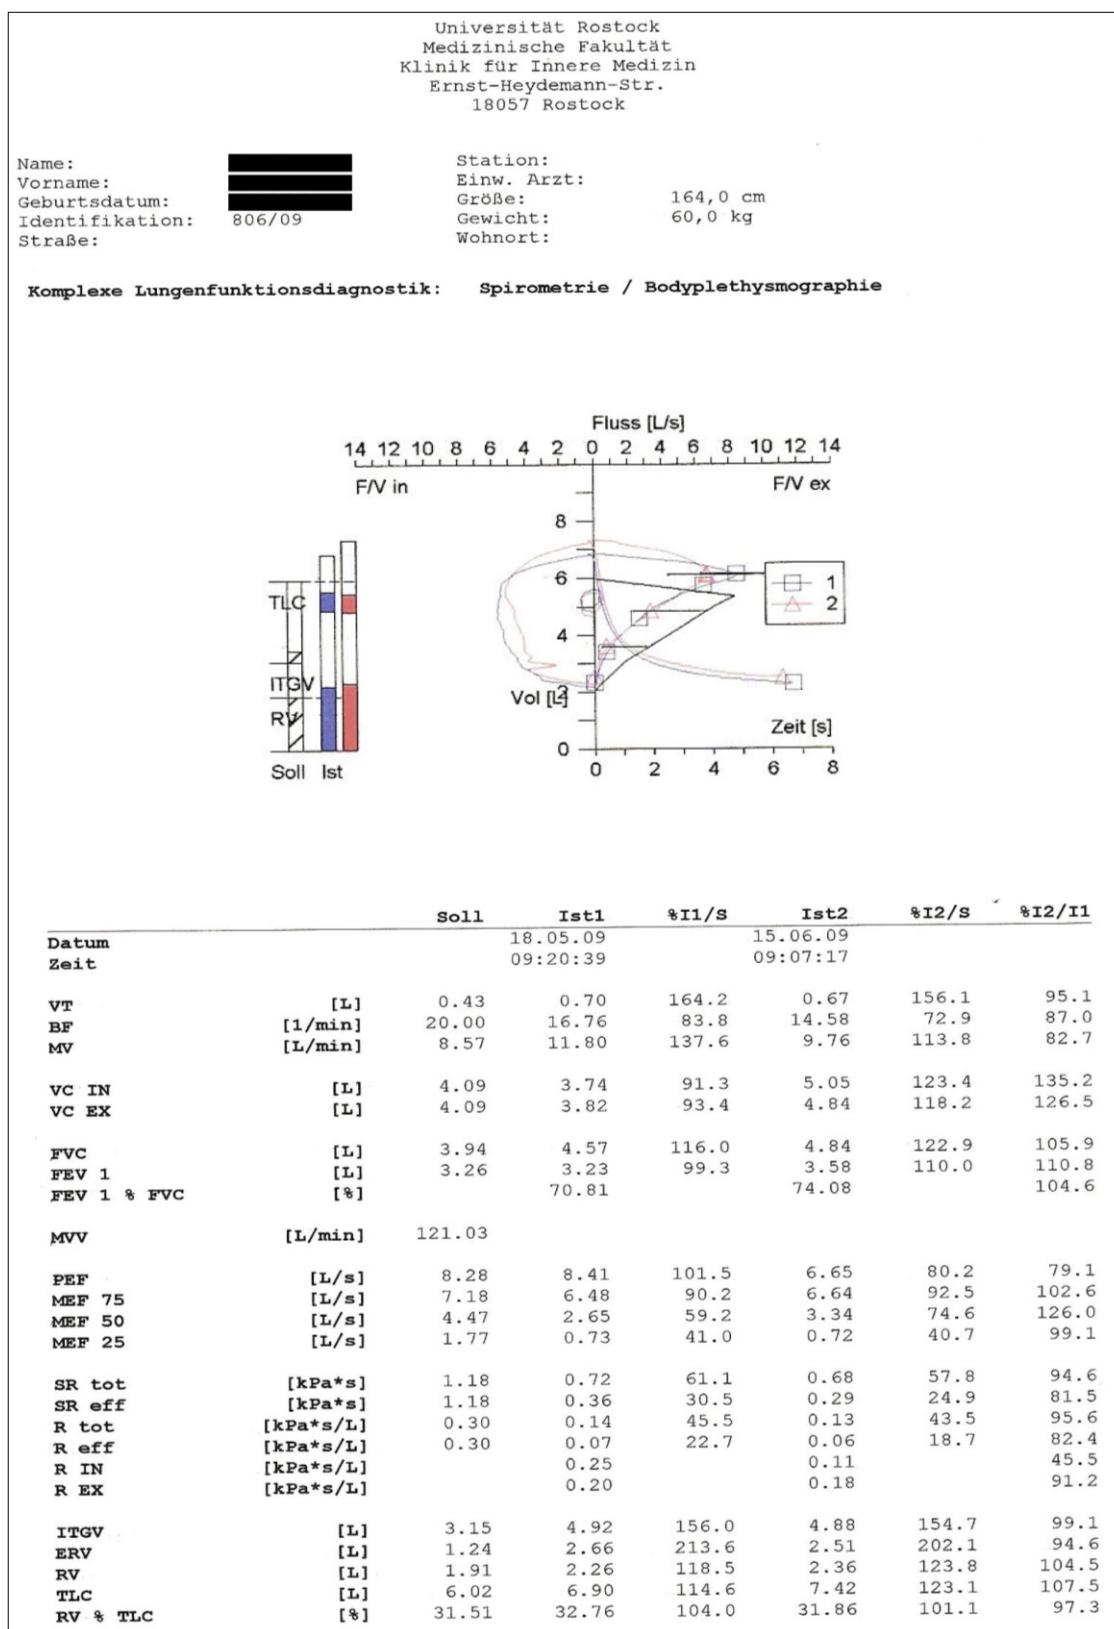 Universität Rostock
Medizinische Fakultät
Klinik für Innere Medizin
Ernst-Heydemann-Str.
18057 Rostock
Name: Station:
Vorname: Einw. Arzt:
Geburtsdatum: Größe: 164,0 cm
Identifikation: 806/09 Gewicht: 60,0 kg
Straße: Wohnort:
Komplexe Lungenfunktionsdiagnostik: Spirometrie / Bodyplethysmographie
Fluss [L/s]
14 12 10 8 6 4 2 0 2 4 6 8 10 12 14
F/V in F/V ex
8
6
4
Vol [L] 2
0
1
2
TLC
ITGV
RV
Soll Ist
Zeit [s]
0 2 4 6 8
Soll Ist1 %I1/S Ist2 %I2/S %I2/I1
Datum 18.05.09 15.06.09
Zeit 09:20:39 09:07:17
VT [L] 0.43 0.70 164.2 0.67 156.1 95.1
BF [1/min] 20.00 16.76 83.8 14.58 72.9 87.0
MV [L/min] 8.57 11.80 137.6 9.76 113.8 82.7
VC IN [L] 4.09 3.74 91.3 5.05 123.4 135.2
VC EX [L] 4.09 3.82 93.4 4.84 118.2 126.5
FVC [L] 3.94 4.57 116.0 4.84 122.9 105.9
FEV 1 [L] 3.26 3.23 99.3 3.58 110.0 110.8
FEV 1 % FVC [%] 70.81 74.08 104.6
MVV [L/min] 121.03
PEF [L/s] 8.28 8.41 101.5 6.65 80.2 79.1
MEF 75 [L/s] 7.18 6.48 90.2 6.64 92.5 102.6
MEF 50 [L/s] 4.47 2.65 59.2 3.34 74.6 126.0
MEF 25 [L/s] 1.77 0.73 41.0 0.72 40.7 99.1
SR tot [kPa*s] 1.18 0.72 61.1 0.68 57.8 94.6
SR eff [kPa*s] 1.18 0.36 30.5 0.29 24.9 81.5
R tot [kPa*s/L] 0.30 0.14 45.5 0.13 43.5 95.6
R eff [kPa*s/L] 0.30 0.07 22.7 0.06 18.7 82.4
R IN [kPa*s/L] 0.25 0.11 45.5
R EX [kPa*s/L] 0.20 0.18 91.2
ITGV [L] 3.15 4.92 156.0 4.88 154.7 99.1
ERV [L] 1.24 2.66 213.6 2.51 202.1 94.6
RV [L] 1.91 2.26 118.5 2.36 123.8 104.5
TLC [L] 6.02 6.90 114.6 7.42 123.1 107.5
RV % TLC [%] 31.51 32.76 104.0 31.86 101.1 97.3